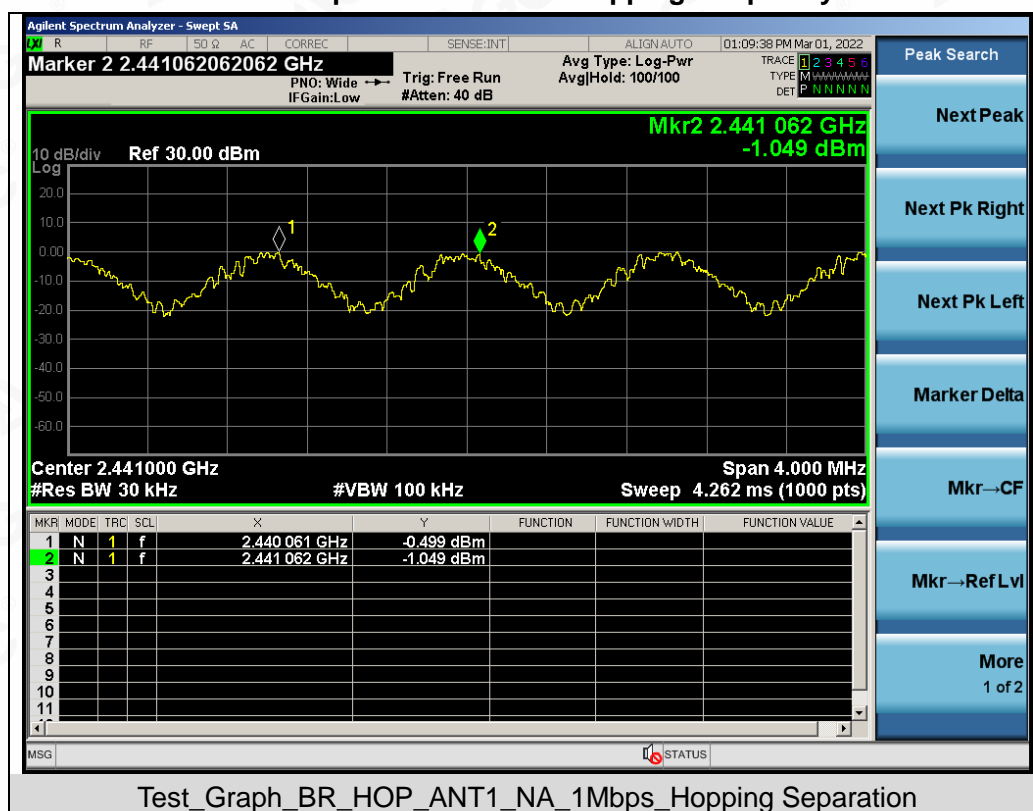 Agilent Spectrum Analyzer - Swept SA
LXI R RF 50 Ω AC CORREC SENSE:INT ALIGN AUTO 01:09:38 PM Mar 01, 2022
Marker 2 2.441062062062 GHz
PNO: Wide
IFGain:Low
Trig: Free Run
#Atten: 40 dB
Avg Type: Log-Pwr
Avg|Hold: 100/100
TRACE 1 2 3 4 5 6
TYPE M
DET P N N N N N
Mkr2 2.441 062 GHz
-1.049 dBm
10 dB/div Ref 30.00 dBm
Log
20.0
10.0
0.00
-10.0
-20.0
-30.0
-40.0
-50.0
-60.0
1
2
Center 2.441000 GHz Span 4.000 MHz
#Res BW 30 kHz #VBW 100 kHz Sweep 4.262 ms (1000 pts)
MKR MODE TRC SCL X Y FUNCTION FUNCTION WIDTH FUNCTION VALUE
1 N 1 f 2.440 061 GHz -0.499 dBm
2 N 1 f 2.441 062 GHz -1.049 dBm
3
4
5
6
7
8
9
10
11
MSG STATUS
Peak Search
Next Peak
Next Pk Right
Next Pk Left
Marker Delta
Mkr→CF
Mkr→Ref Lvl
More
1 of 2
Test_Graph_BR_HOP_ANT1_NA_1Mbps_Hopping Separation